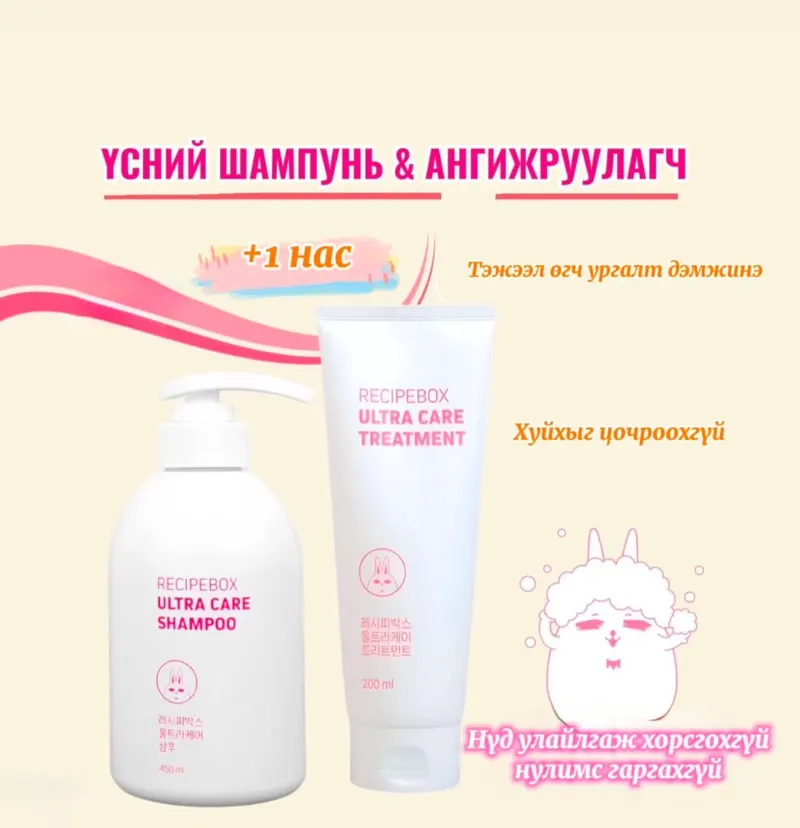 ҮСНИЙ ШАМПУНЬ & АНГИЖРУУЛАГЧ
+1 нас
Тэжээл өгч ургалт дэмжинэ
Хуйхыг цочроохгүй
RECIPEBOX
ULTRA CARE
TREATMENT
레시피박스
울트라케어
트리트먼트
200 ml
RECIPEBOX
ULTRA CARE
SHAMPOO
레시피박스
울트라케어
샴푸
450 ml
Нүд улайлгаж хорсгохгүй
нулимс гаргахгүй